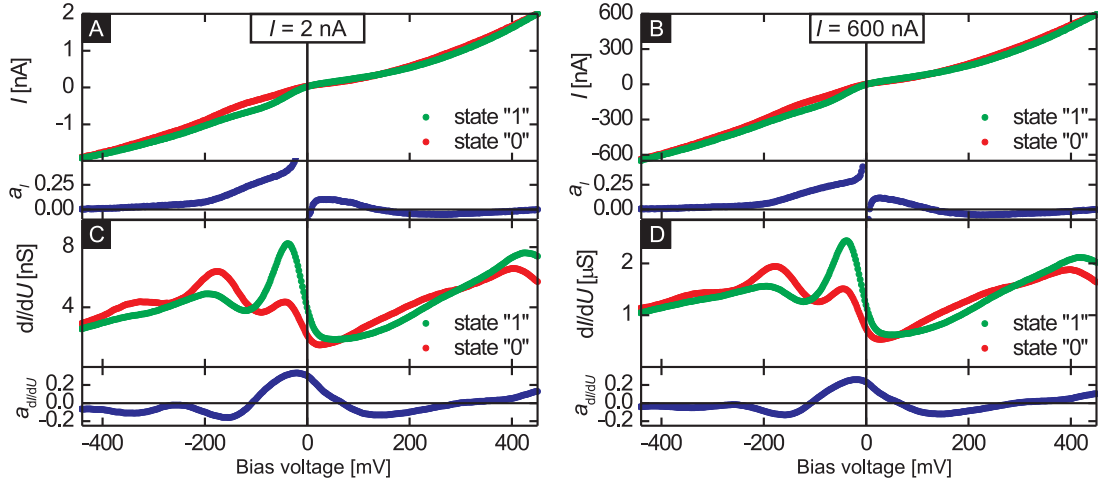 A
I = 2 nA
I [nA]
2
1
0
-1
state "1"
state "0"
a_I
0.25
0.00
C
dI/dU [nS]
8
4
state "1"
state "0"
a_dI/dU
0.2
0.0
-0.2
-400 -200 0 200 400
Bias voltage [mV]
B
I = 600 nA
I [nA]
600
300
0
-300
-600
state "1"
state "0"
a_I
0.25
0.00
D
dI/dU [µS]
2
1
state "1"
state "0"
a_dI/dU
0.2
0.0
-0.2
-400 -200 0 200 400
Bias voltage [mV]